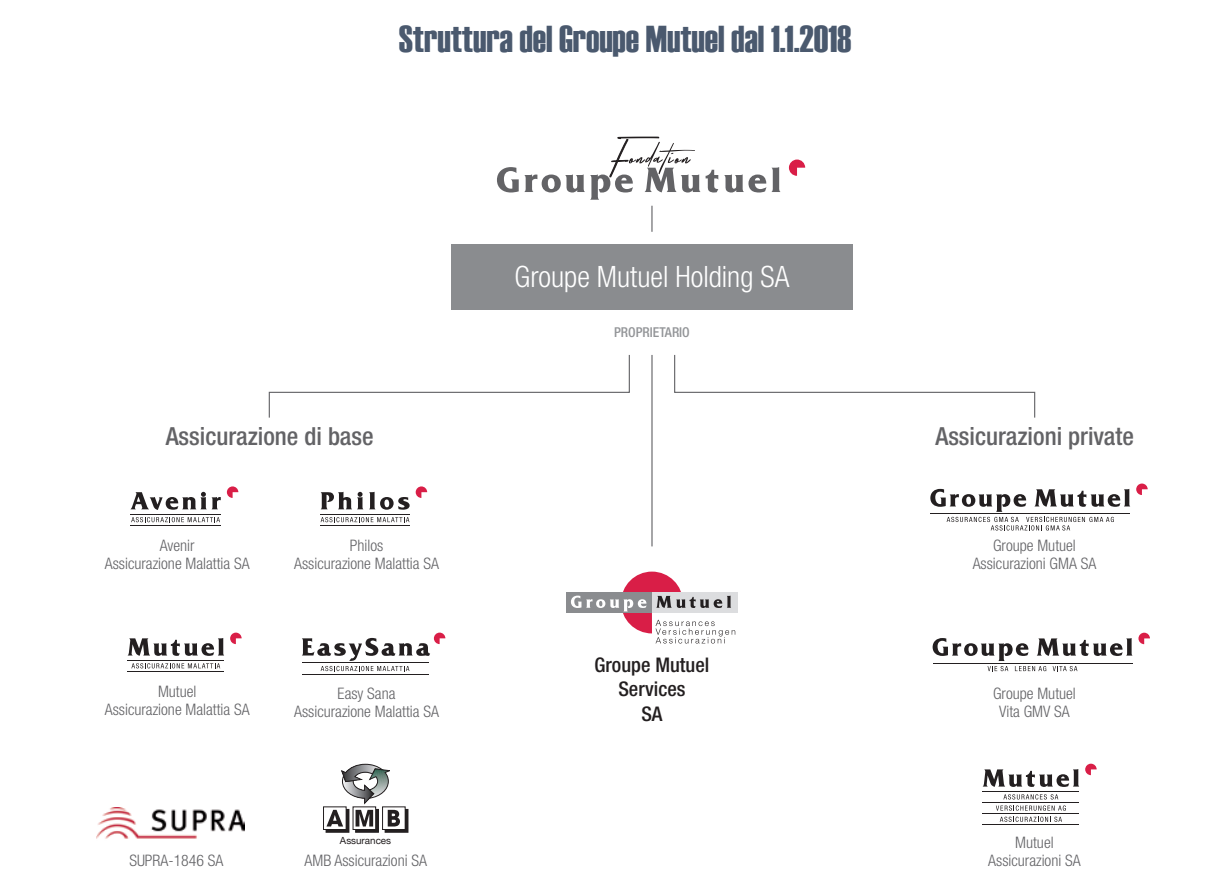 Struttura del Groupe Mutuel dal 1.1.2018
Fondation
Groupe Mutuel
Groupe Mutuel Holding SA
PROPRIETARIO
Assicurazione di base
Avenir
ASSICURAZIONE MALATTIA
Avenir
Assicurazione Malattia SA
Philos
ASSICURAZIONE MALATTIA
Philos
Assicurazione Malattia SA
Mutuel
ASSICURAZIONE MALATTIA
Mutuel
Assicurazione Malattia SA
EasySana
ASSICURAZIONE MALATTIA
Easy Sana
Assicurazione Malattia SA
SUPRA
SUPRA-1846 SA
AMB
Assurances
AMB Assicurazioni SA
Groupe Mutuel
Assurances
Versicherungen
Assicurazioni
Groupe Mutuel
Services
SA
Assicurazioni private
Groupe Mutuel
ASSURANCES GMA SA VERSICHERUNGEN GMA AG
ASSICURAZIONI GMA SA
Groupe Mutuel
Assicurazioni GMA SA
Groupe Mutuel
VIE SA LEBEN AG VITA SA
Groupe Mutuel
Vita GMV SA
Mutuel
ASSURANCES SA
VERSICHERUNGEN AG
ASSICURAZIONI SA
Mutuel
Assicurazioni SA